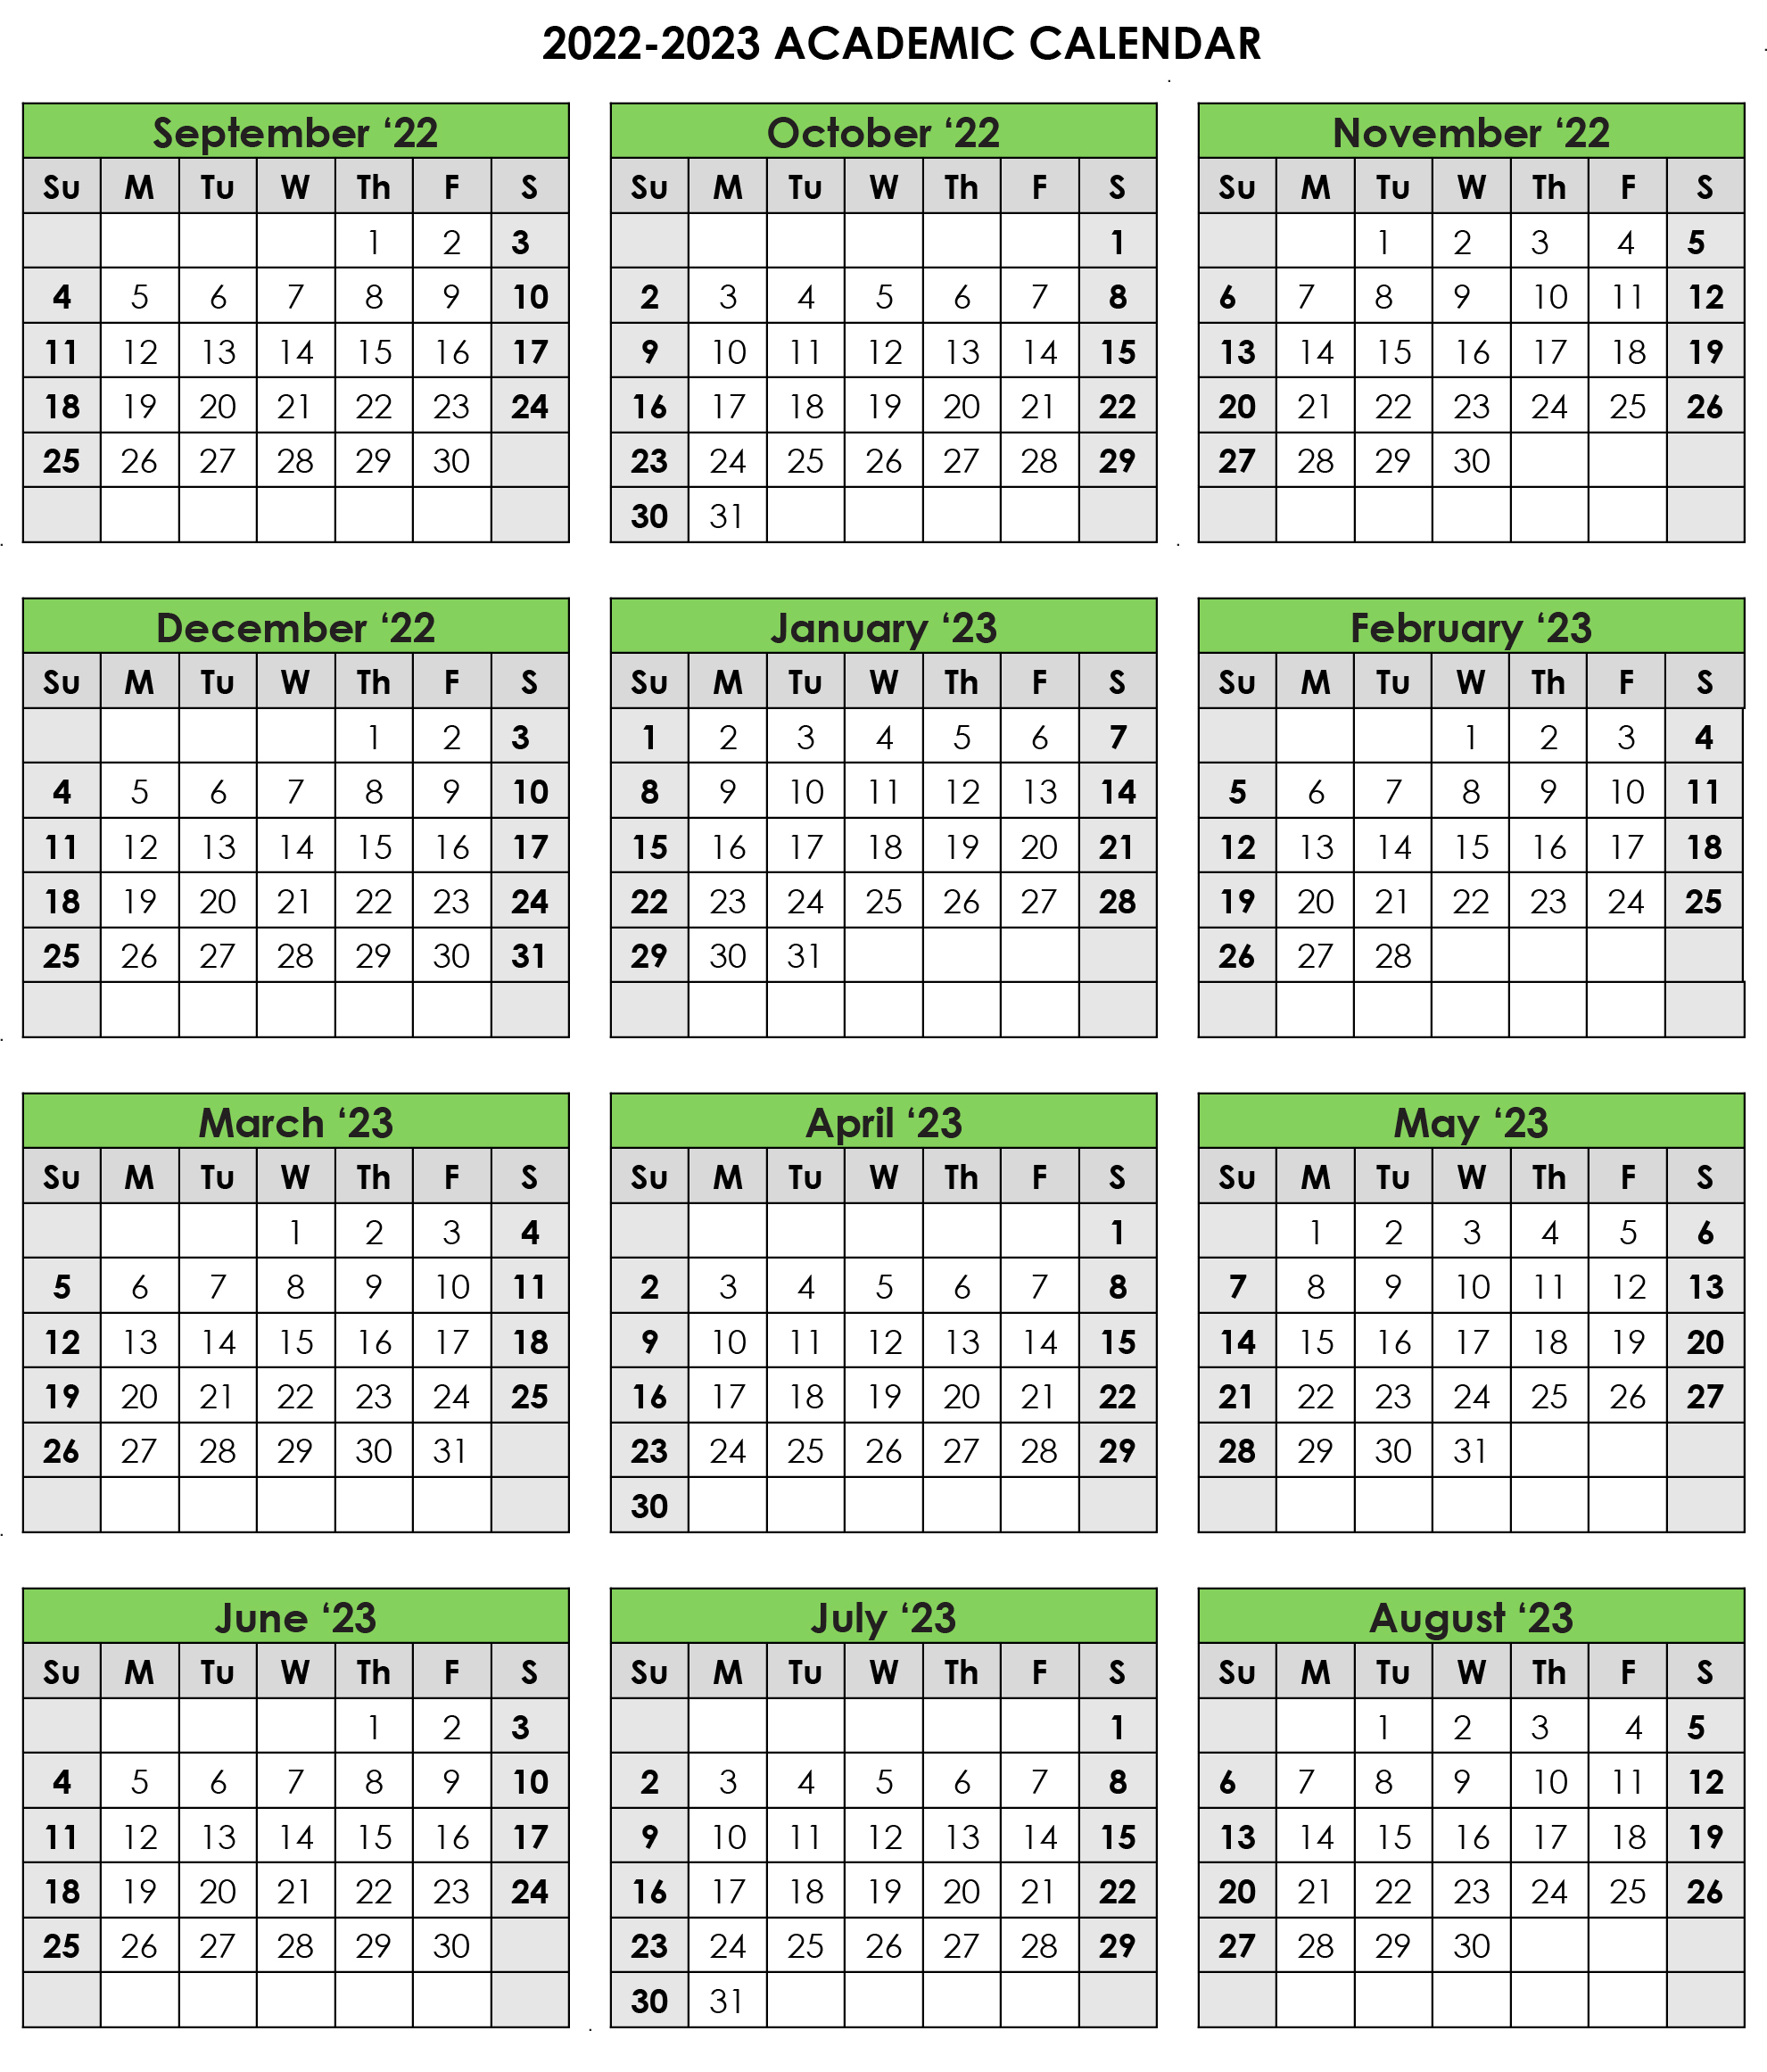 2022-2023 ACADEMIC CALENDAR
September ‘22
Su M Tu W Th F S
1 2 3
4 5 6 7 8 9 10
11 12 13 14 15 16 17
18 19 20 21 22 23 24
25 26 27 28 29 30
October ‘22
Su M Tu W Th F S
1
2 3 4 5 6 7 8
9 10 11 12 13 14 15
16 17 18 19 20 21 22
23 24 25 26 27 28 29
30 31
November ‘22
Su M Tu W Th F S
1 2 3 4 5
6 7 8 9 10 11 12
13 14 15 16 17 18 19
20 21 22 23 24 25 26
27 28 29 30
December ‘22
Su M Tu W Th F S
1 2 3
4 5 6 7 8 9 10
11 12 13 14 15 16 17
18 19 20 21 22 23 24
25 26 27 28 29 30 31
January ‘23
Su M Tu W Th F S
1 2 3 4 5 6 7
8 9 10 11 12 13 14
15 16 17 18 19 20 21
22 23 24 25 26 27 28
29 30 31
February ‘23
Su M Tu W Th F S
1 2 3 4
5 6 7 8 9 10 11
12 13 14 15 16 17 18
19 20 21 22 23 24 25
26 27 28
March ‘23
Su M Tu W Th F S
1 2 3 4
5 6 7 8 9 10 11
12 13 14 15 16 17 18
19 20 21 22 23 24 25
26 27 28 29 30 31
April ‘23
Su M Tu W Th F S
1
2 3 4 5 6 7 8
9 10 11 12 13 14 15
16 17 18 19 20 21 22
23 24 25 26 27 28 29
30
May ‘23
Su M Tu W Th F S
1 2 3 4 5 6
7 8 9 10 11 12 13
14 15 16 17 18 19 20
21 22 23 24 25 26 27
28 29 30 31
June ‘23
Su M Tu W Th F S
1 2 3
4 5 6 7 8 9 10
11 12 13 14 15 16 17
18 19 20 21 22 23 24
25 26 27 28 29 30
July ‘23
Su M Tu W Th F S
1
2 3 4 5 6 7 8
9 10 11 12 13 14 15
16 17 18 19 20 21 22
23 24 25 26 27 28 29
30 31
August ‘23
Su M Tu W Th F S
1 2 3 4 5
6 7 8 9 10 11 12
13 14 15 16 17 18 19
20 21 22 23 24 25 26
27 28 29 30